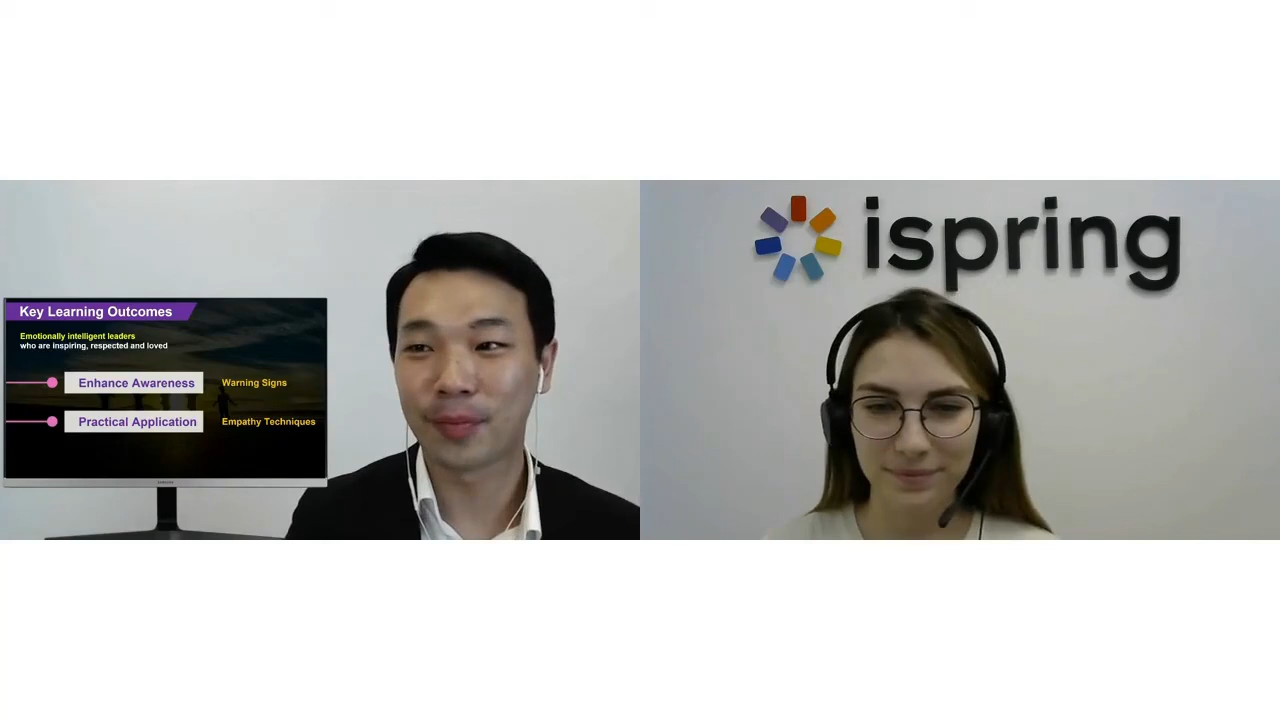 Key Learning Outcomes
Emotionally intelligent leaders
who are inspiring, respected and loved
Enhance Awareness
Warning Signs
Practical Application
Empathy Techniques
ispring